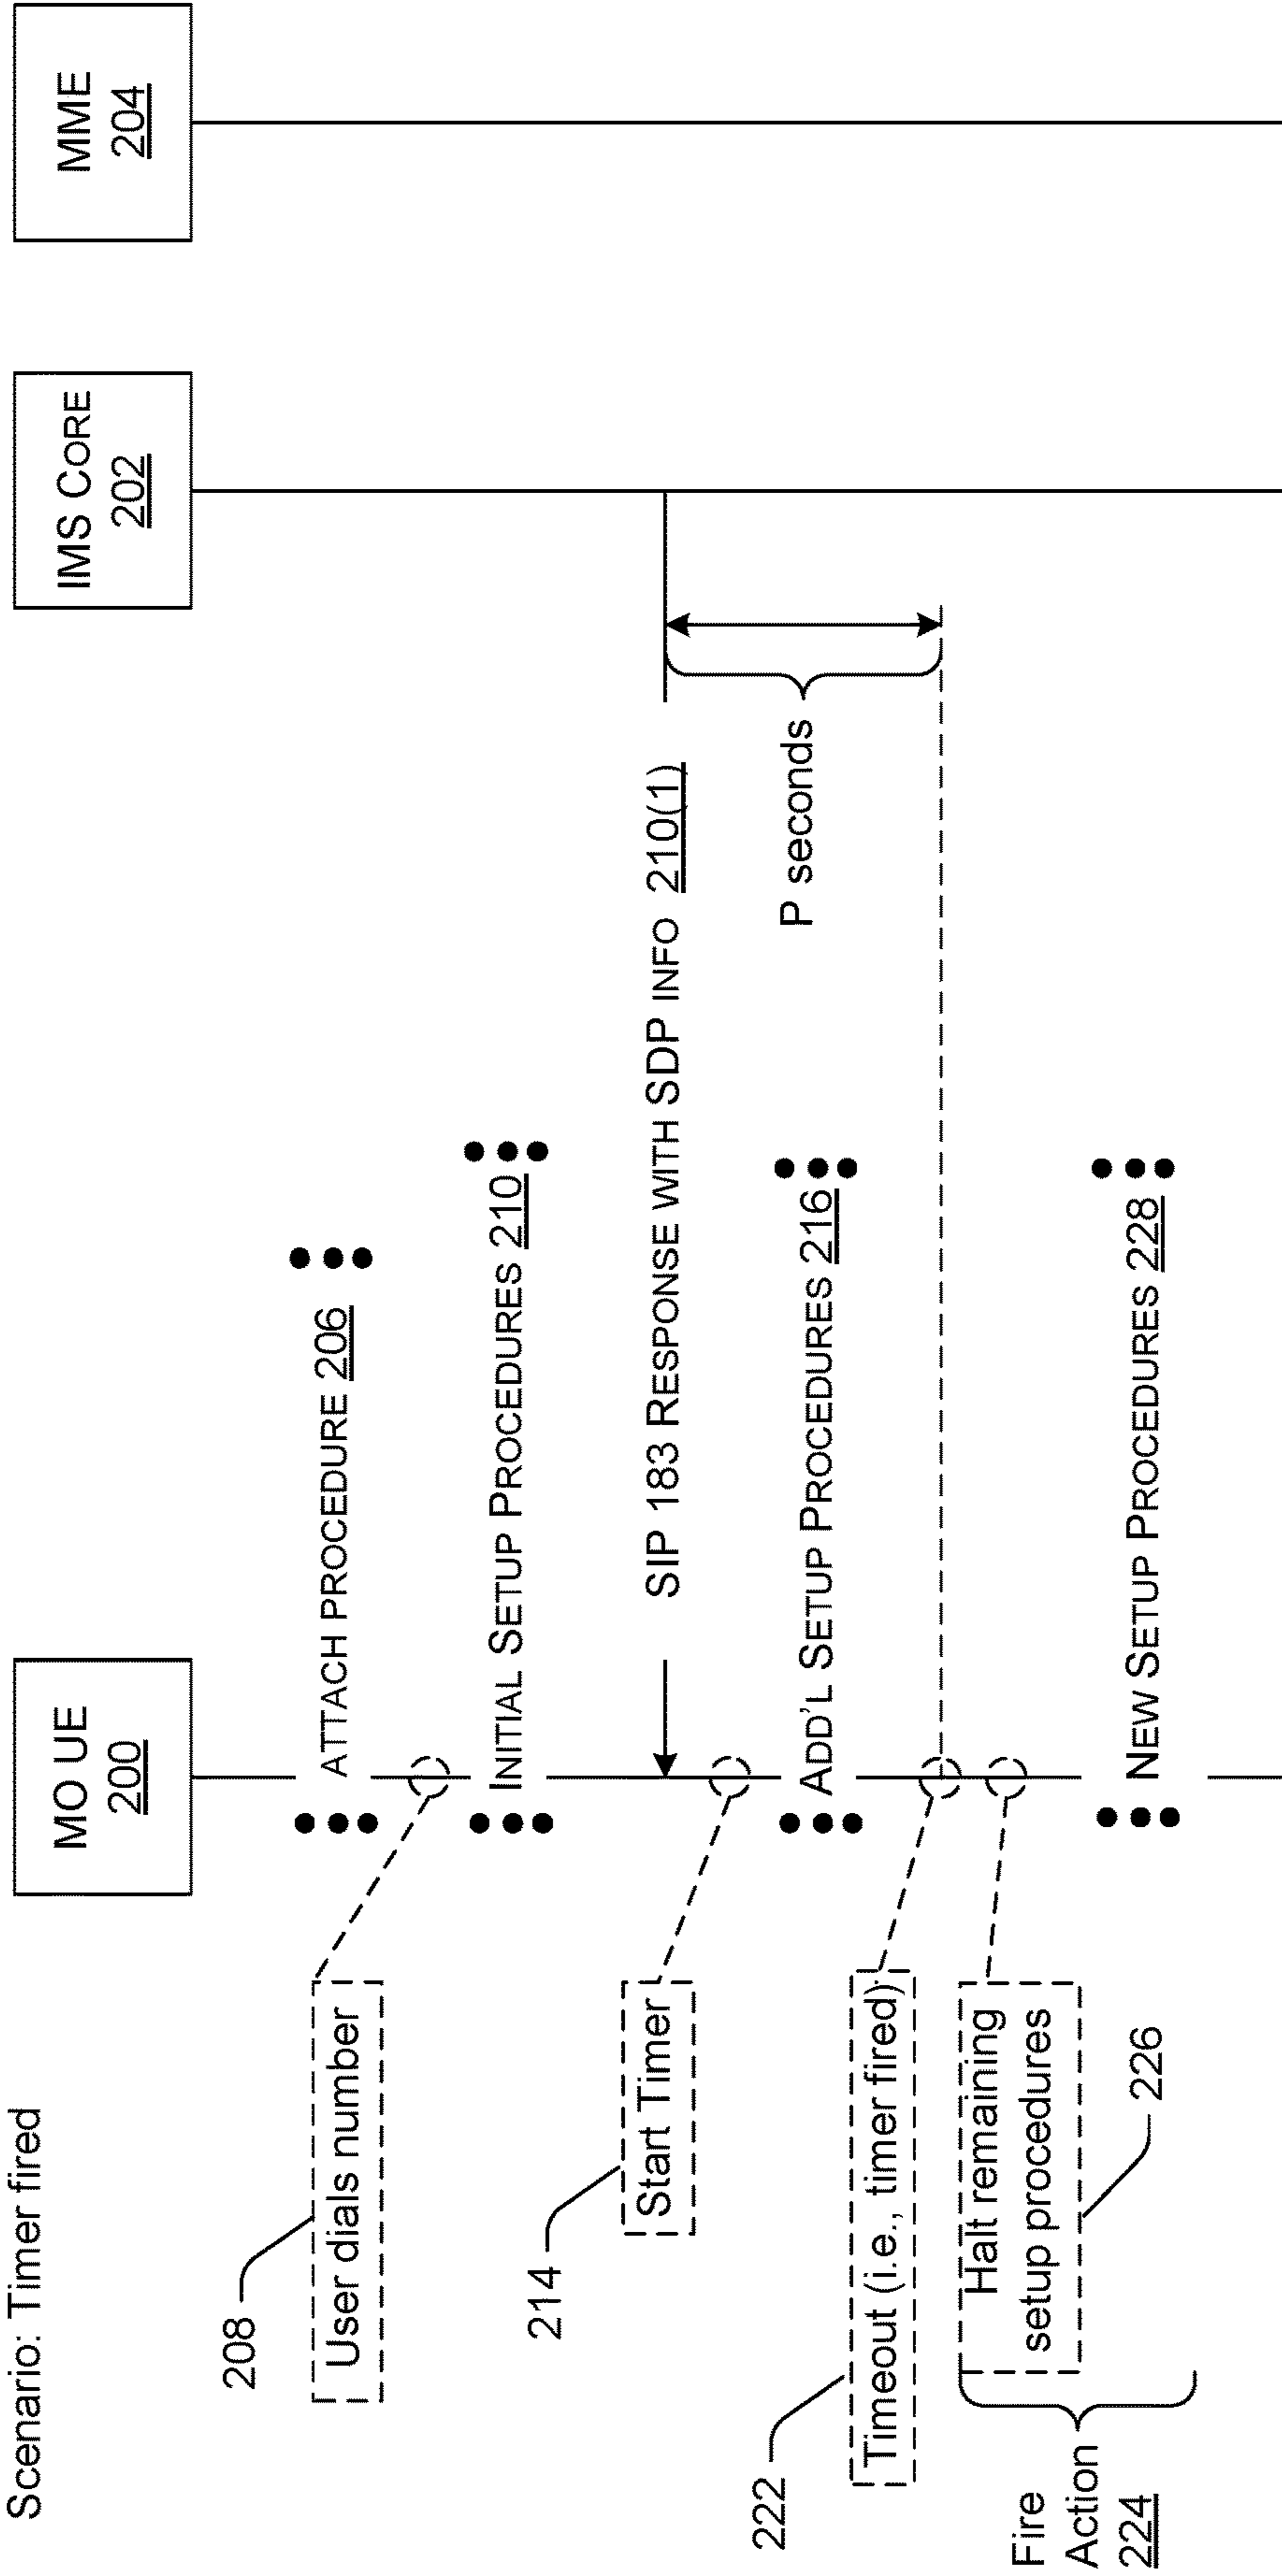 Scenario: Timer fired
MO UE
200
IMS CORE
202
MME
204
ATTACH PROCEDURE 206
208
User dials number
INITIAL SETUP PROCEDURES 210
SIP 183 RESPONSE WITH SDP INFO 210(1)
214
Start Timer
P seconds
ADD'L SETUP PROCEDURES 216
222
Timeout (i.e., timer fired)
Halt remaining
setup procedures
226
Fire
Action
224
NEW SETUP PROCEDURES 228